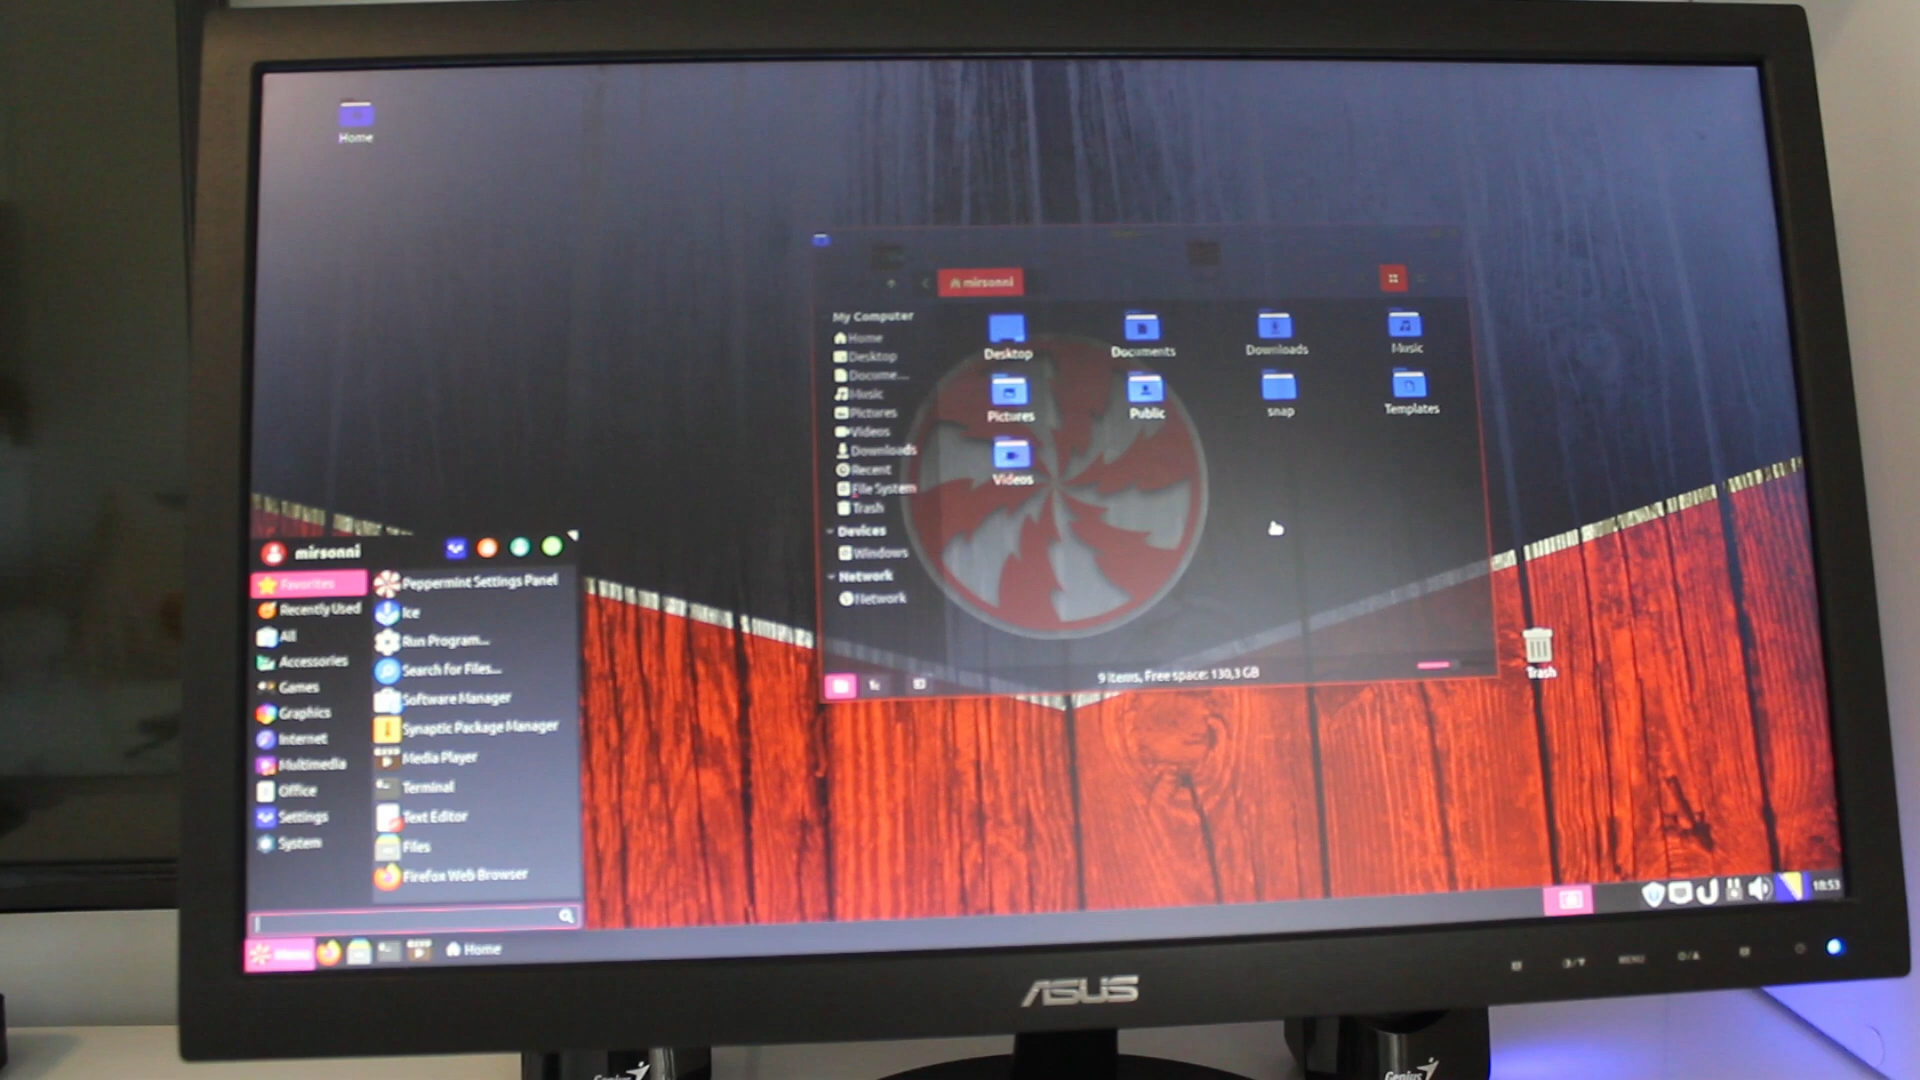 Home
mirsonni
My Computer
Home
Desktop
Docume...
Music
Pictures
Videos
Downloads
Recent
File System
Trash
Devices
Windows
Network
Network
Desktop
Documents
Downloads
Music
Pictures
Public
snap
Templates
Videos
9 items, Free space: 130,3 GB
Trash
mirsonni
Favorites
Recently Used
All
Accessories
Games
Graphics
Internet
Multimedia
Office
Settings
System
Peppermint Settings Panel
Ice
Run Program...
Search for Files...
Software Manager
Synaptic Package Manager
Media Player
Terminal
Text Editor
Files
Firefox Web Browser
Menu
Home
18:53
MENU
ASUS
Genius
Genius